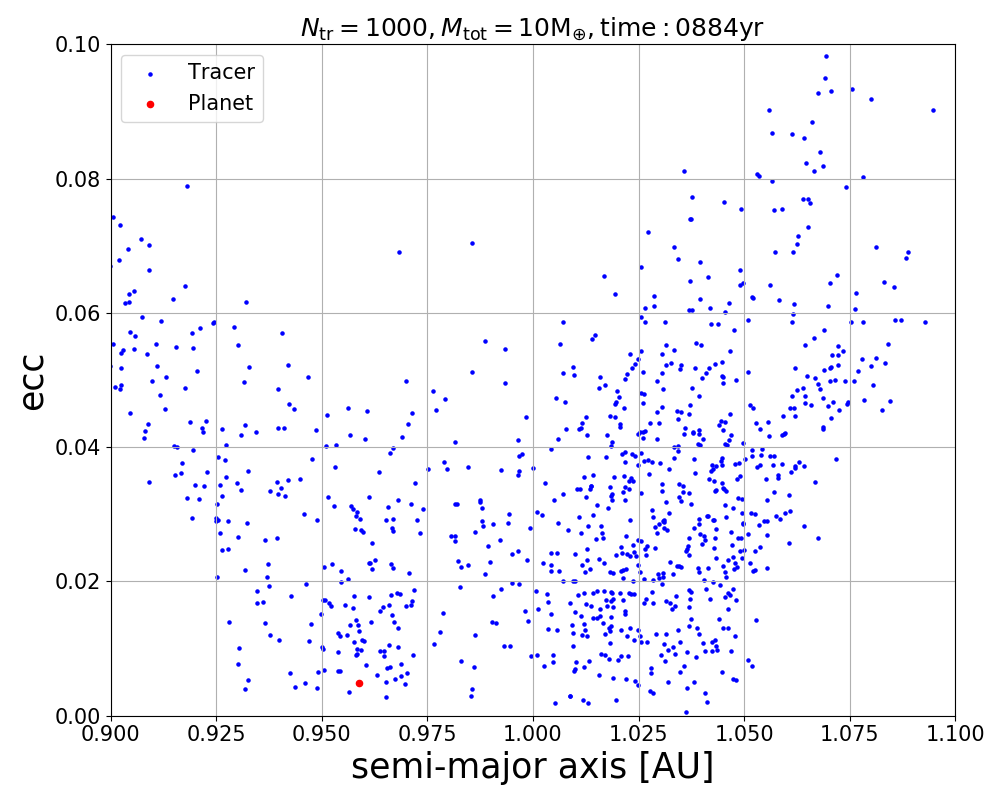 N_tr = 1000, M_tot = 10M_⊕, time : 0884yr
Tracer
Planet
ecc
0.10
0.08
0.06
0.04
0.02
0.00
0.900 0.925 0.950 0.975 1.000 1.025 1.050 1.075 1.100
semi-major axis [AU]